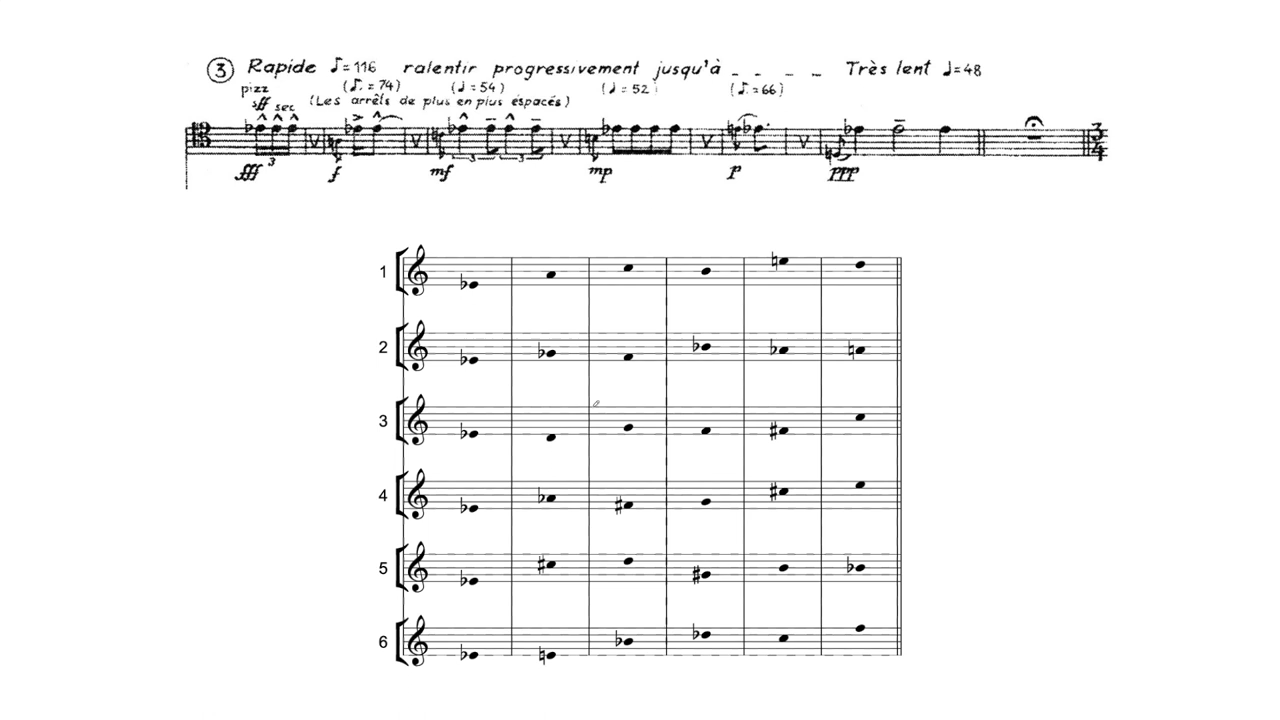 3 Rapide ♪=116 ralentir progressivement jusqu'à _ _ _ _ Très lent ♩=48
pizz (♪.=74) (♩=54) (♩=52) (♪.=66)
sff sec (Les arrêts de plus en plus espacés)
V V V V V
3 3 3 3 4
fff f mf mp p ppp
1
2
3
4
5
6